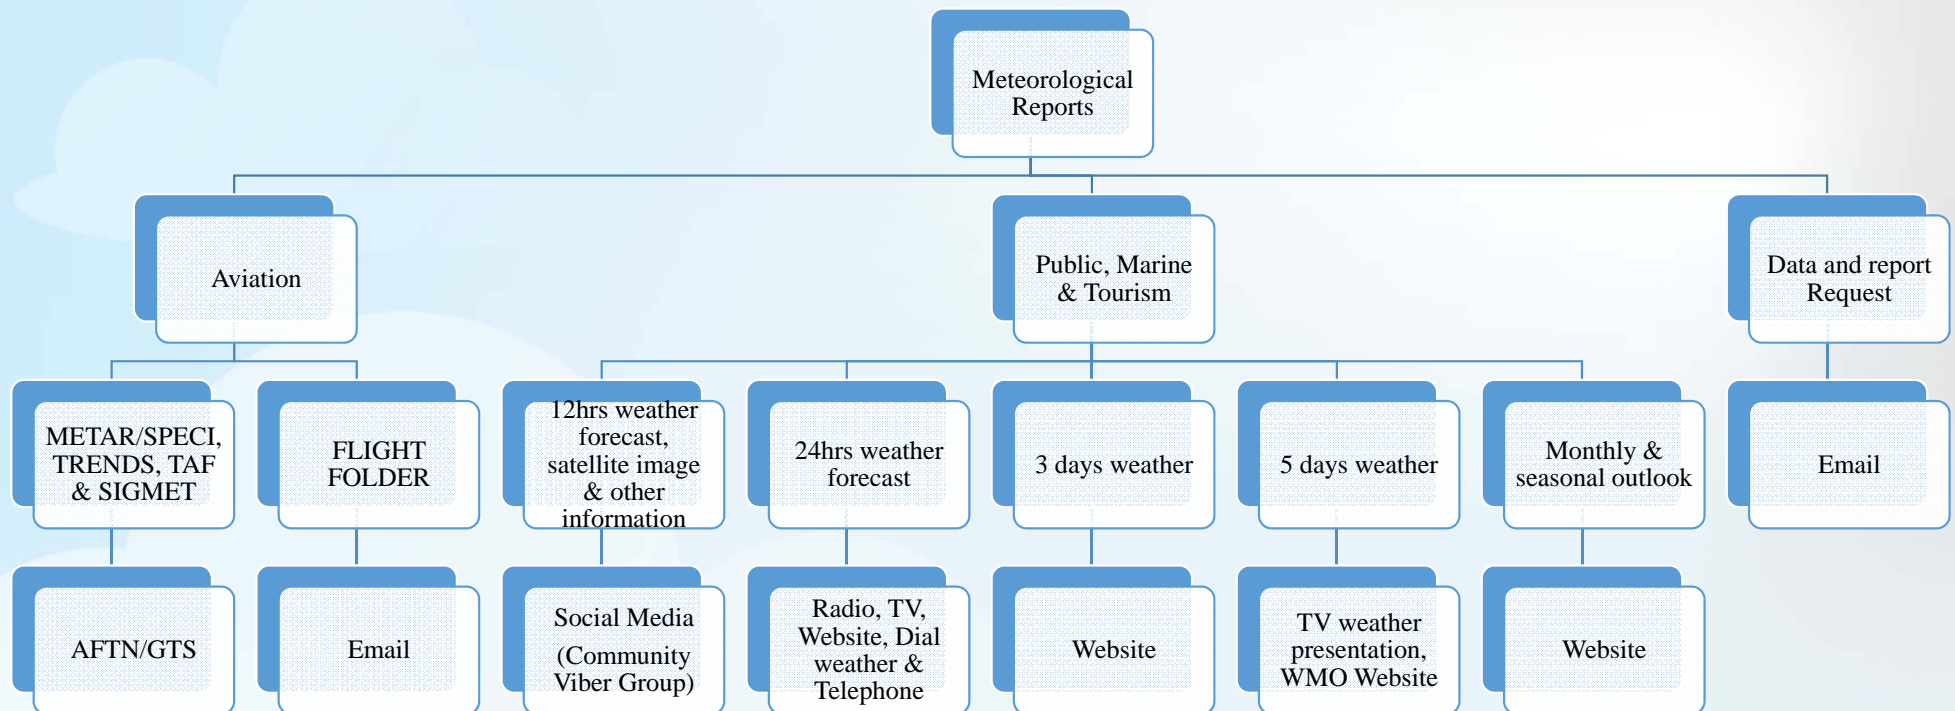 Meteorological
Reports
Aviation
Public, Marine
& Tourism
Data and report
Request
METAR/SPECI,
TRENDS, TAF
& SIGMET
FLIGHT
FOLDER
12hrs weather
forecast,
satellite image
& other
information
24hrs weather
forecast
3 days weather
5 days weather
Monthly &
seasonal outlook
Email
AFTN/GTS
Email
Social Media
(Community
Viber Group)
Radio, TV,
Website, Dial
weather &
Telephone
Website
TV weather
presentation,
WMO Website
Website